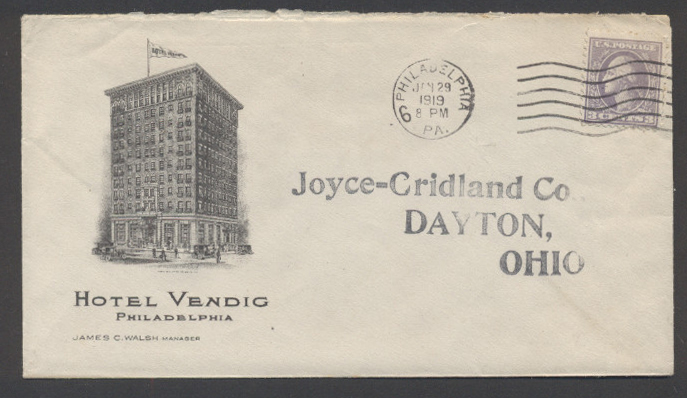 HOTEL VENDIG
PHILADELPHIA
JAMES C. WALSH MANAGER
PHILADELPHIA
JAN 29
1919
8 PM
6
PA.
U.S. POSTAGE
3 CENTS 3
Joyce-Cridland Co.
DAYTON,
OHIO